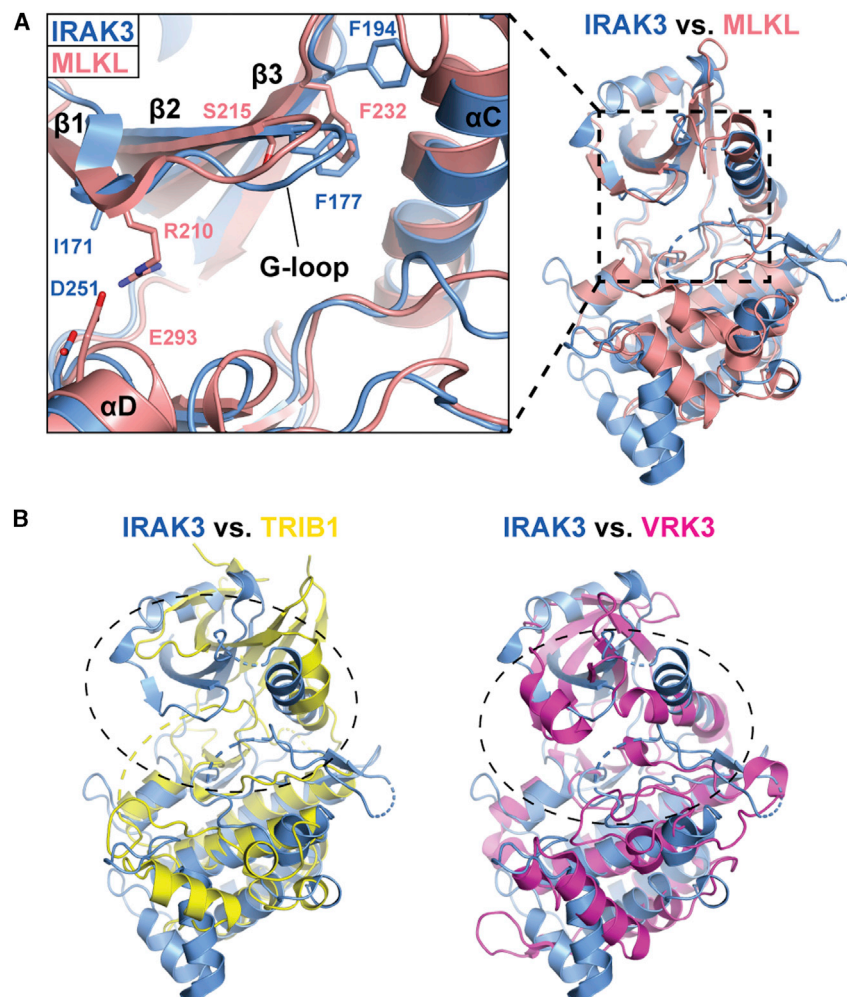 A
IRAK3
MLKL
F194
β3
β2
S215
β1
F232
αC
F177
I171
R210
G-loop
D251
E293
αD
IRAK3 vs. MLKL
B
IRAK3 vs. TRIB1
IRAK3 vs. VRK3